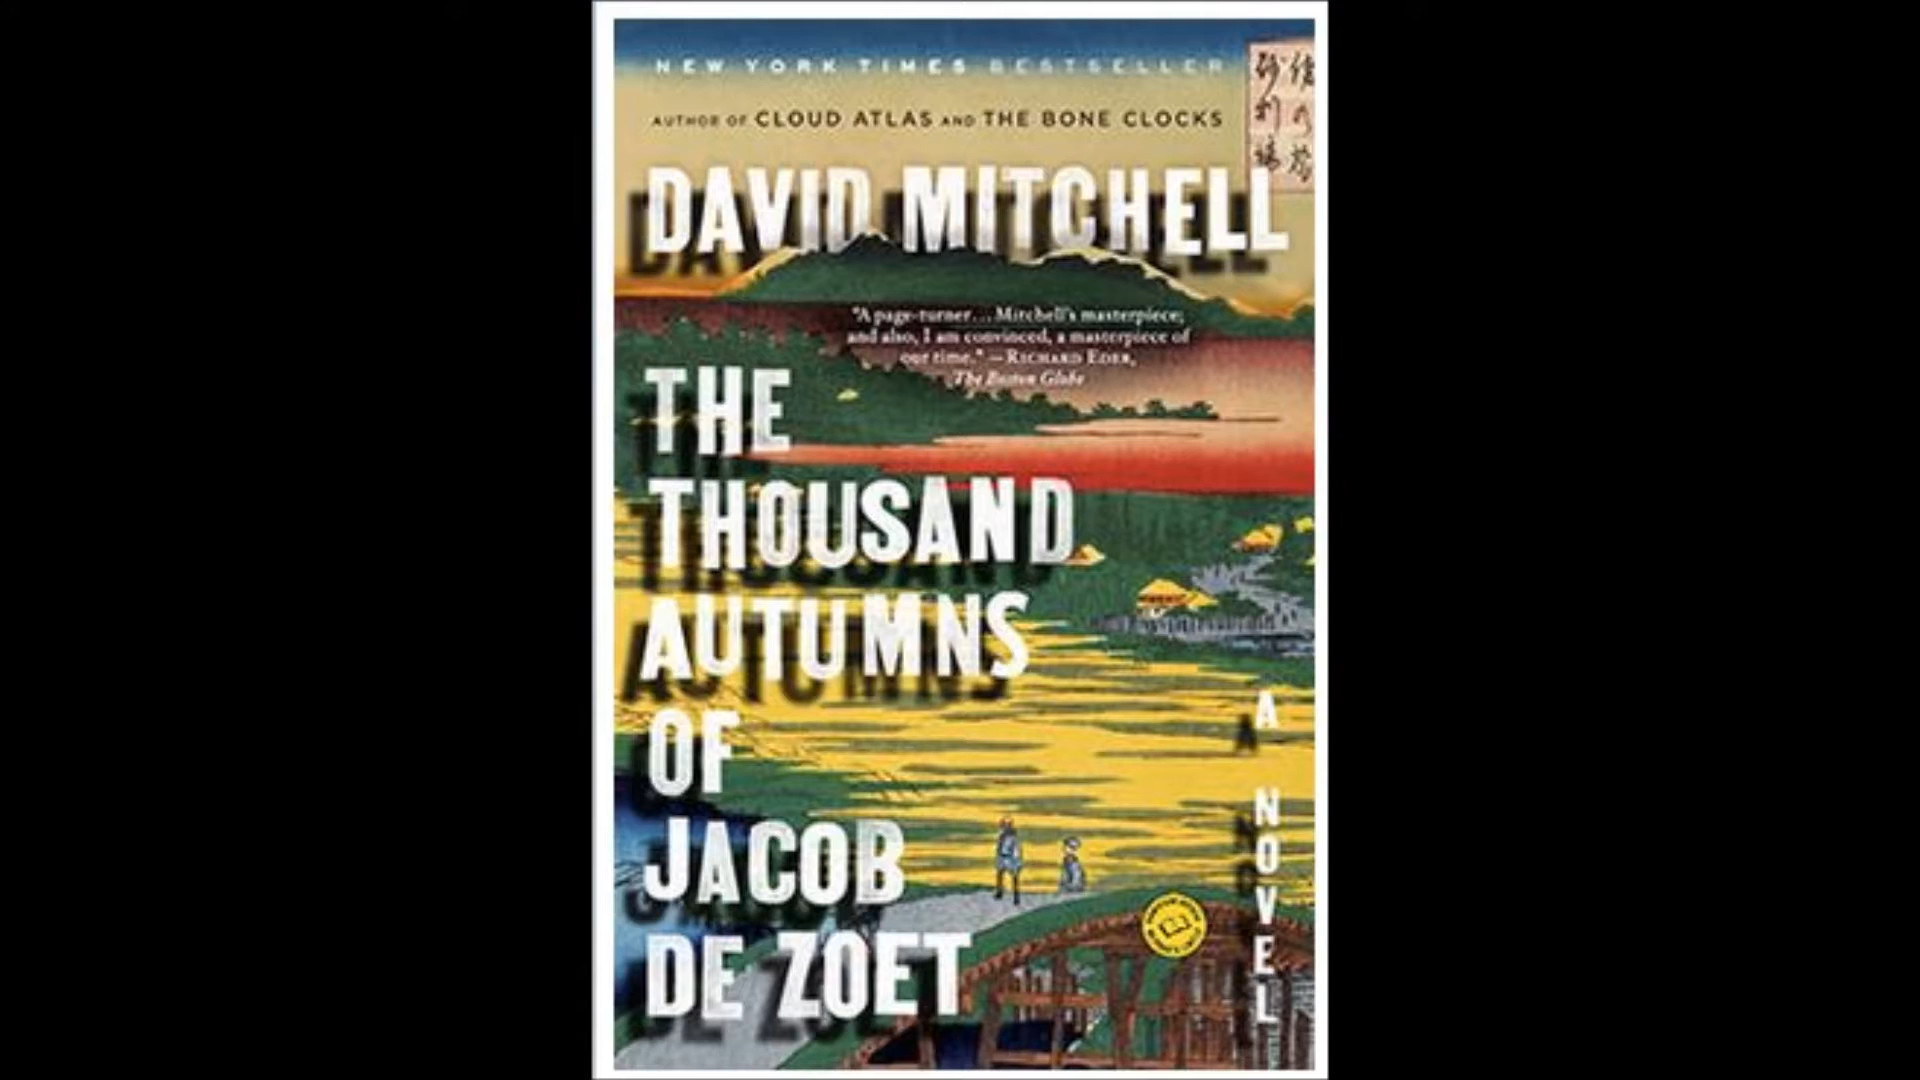 NEW YORK TIMES BESTSELLER
AUTHOR OF CLOUD ATLAS AND THE BONE CLOCKS
DAVID MITCHELL
"A page-turner... Mitchell's masterpiece;
and also, I am convinced, a masterpiece of
our time." —RICHARD EDER,
The Boston Globe
THE
THOUSAND
AUTUMNS
OF
JACOB
DE ZOET
A NOVEL